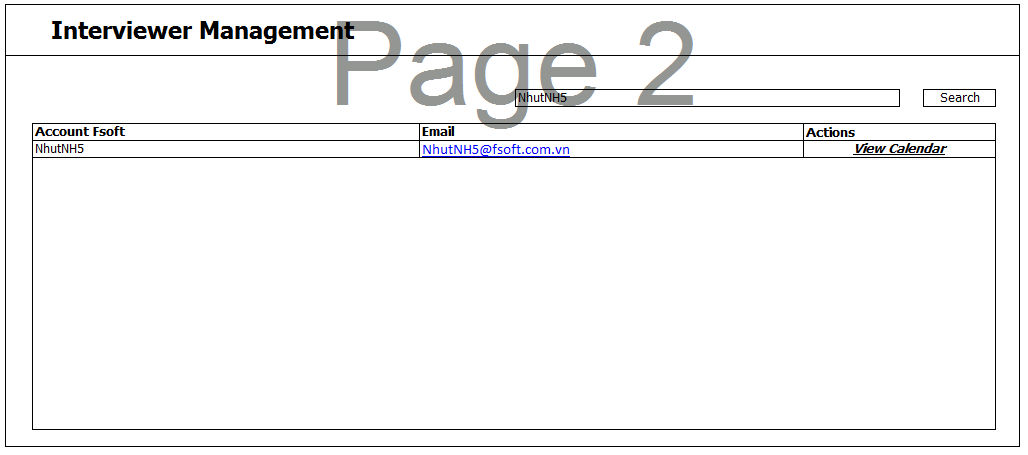 Interviewer Management
Page 2
NhutNH5 Search
Account Fsoft Email Actions
NhutNH5 NhutNH5@fsoft.com.vn View Calendar